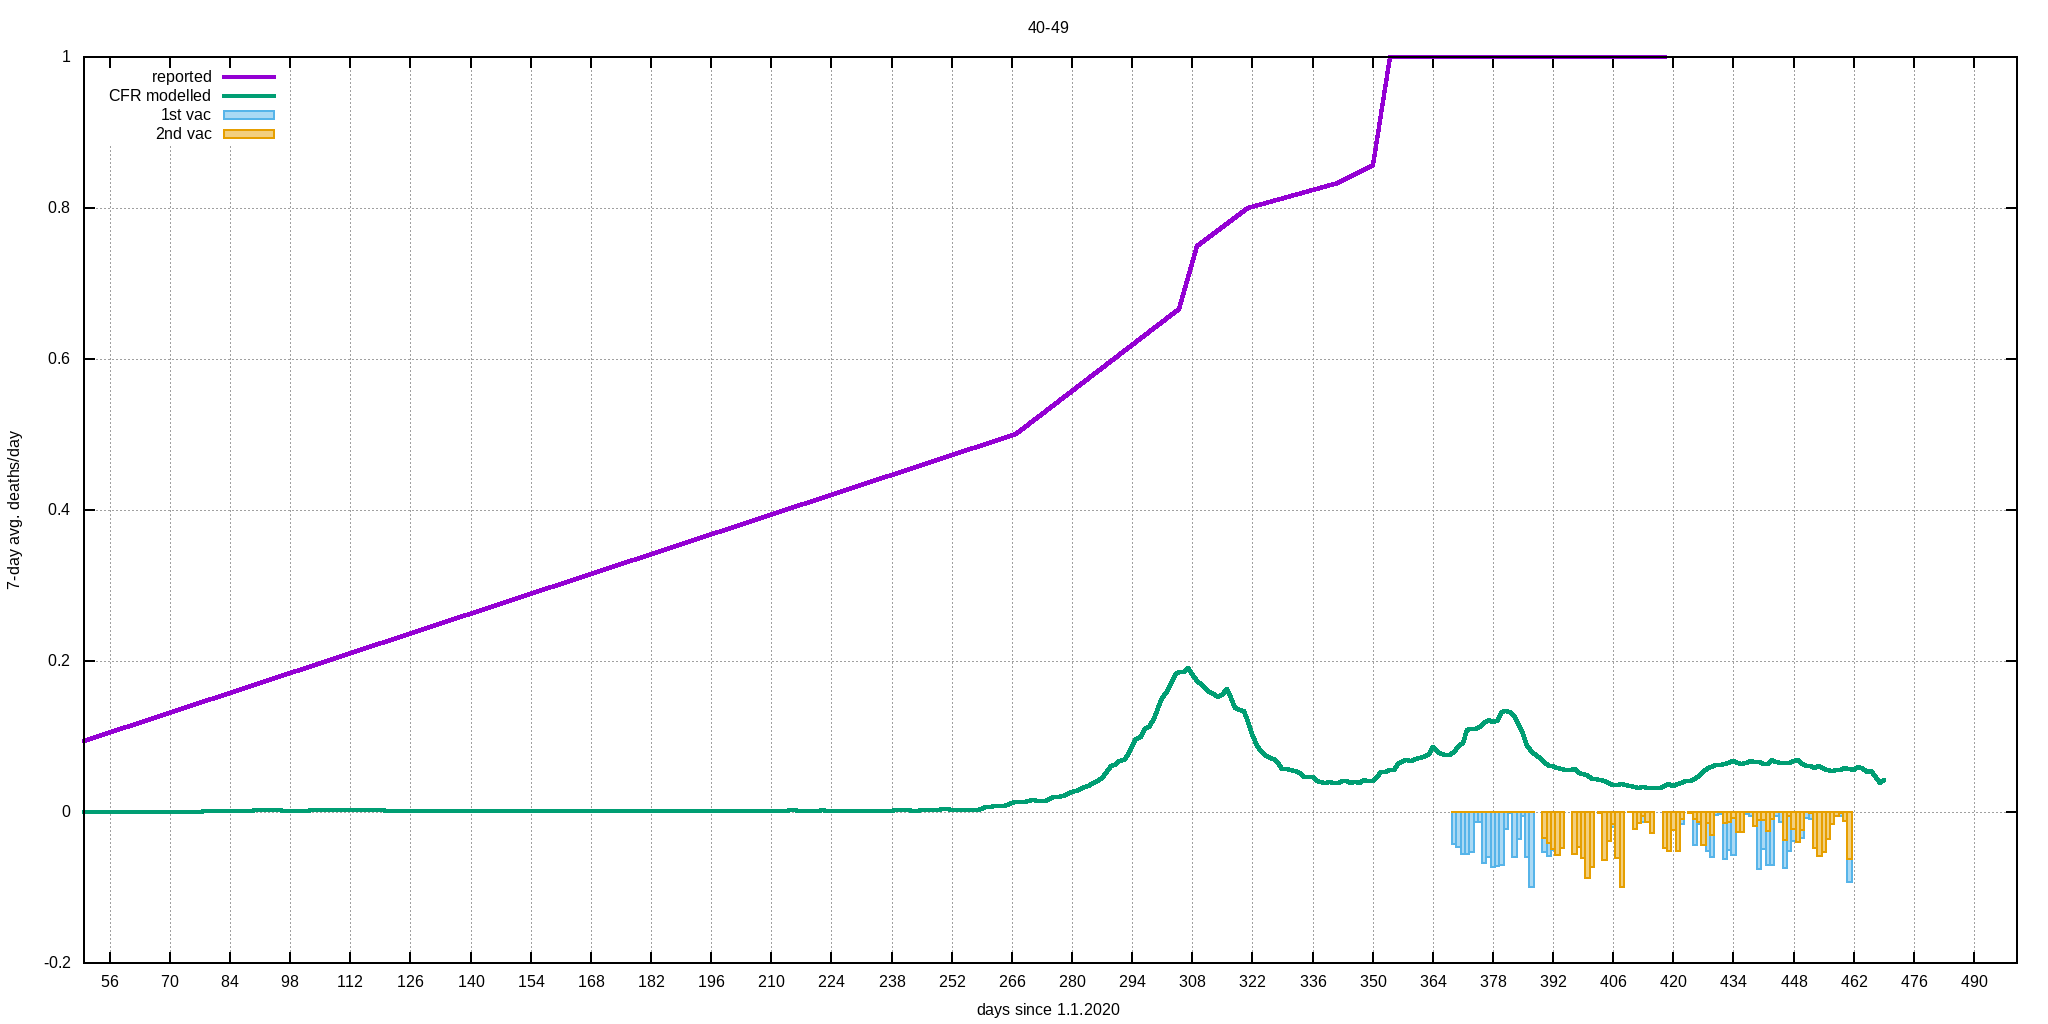 40-49
1
reported
CFR modelled
1st vac
2nd vac
0.8
0.6
0.4
0.2
0
-0.2
7-day avg. deaths/day
56 70 84 98 112 126 140 154 168 182 196 210 224 238 252 266 280 294 308 322 336 350 364 378 392 406 420 434 448 462 476 490
days since 1.1.2020